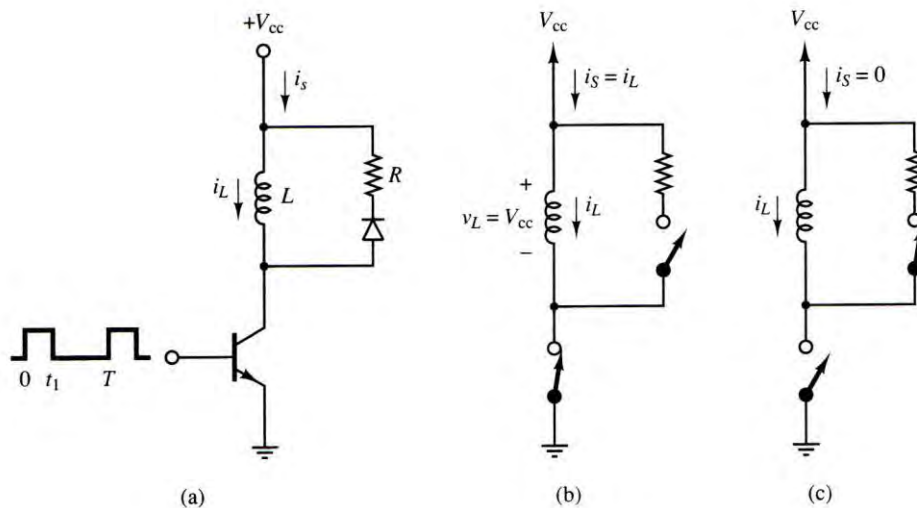 +V_cc
i_s
i_L
L
R
0 t_1 T
(a)
V_cc
i_S = i_L
+
v_L = V_cc
i_L
−
(b)
V_cc
i_S = 0
i_L
(c)